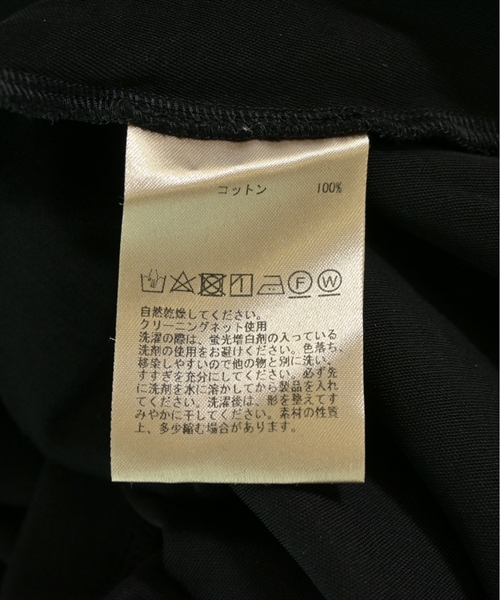 コットン 100%
F W
自然乾燥してください。
クリーニングネット使用
洗濯の際は、蛍光増白剤の入っている
洗剤の使用をお避けください。色落ち、
移染しやすいので他の物と別に洗い、
すすぎを充分にしてください。必ず先
に洗剤を水に溶かしてから製品を入れ
てください。洗濯後は、形を整えてす
みやかに干してください。素材の性質
上、多少縮む場合があります。